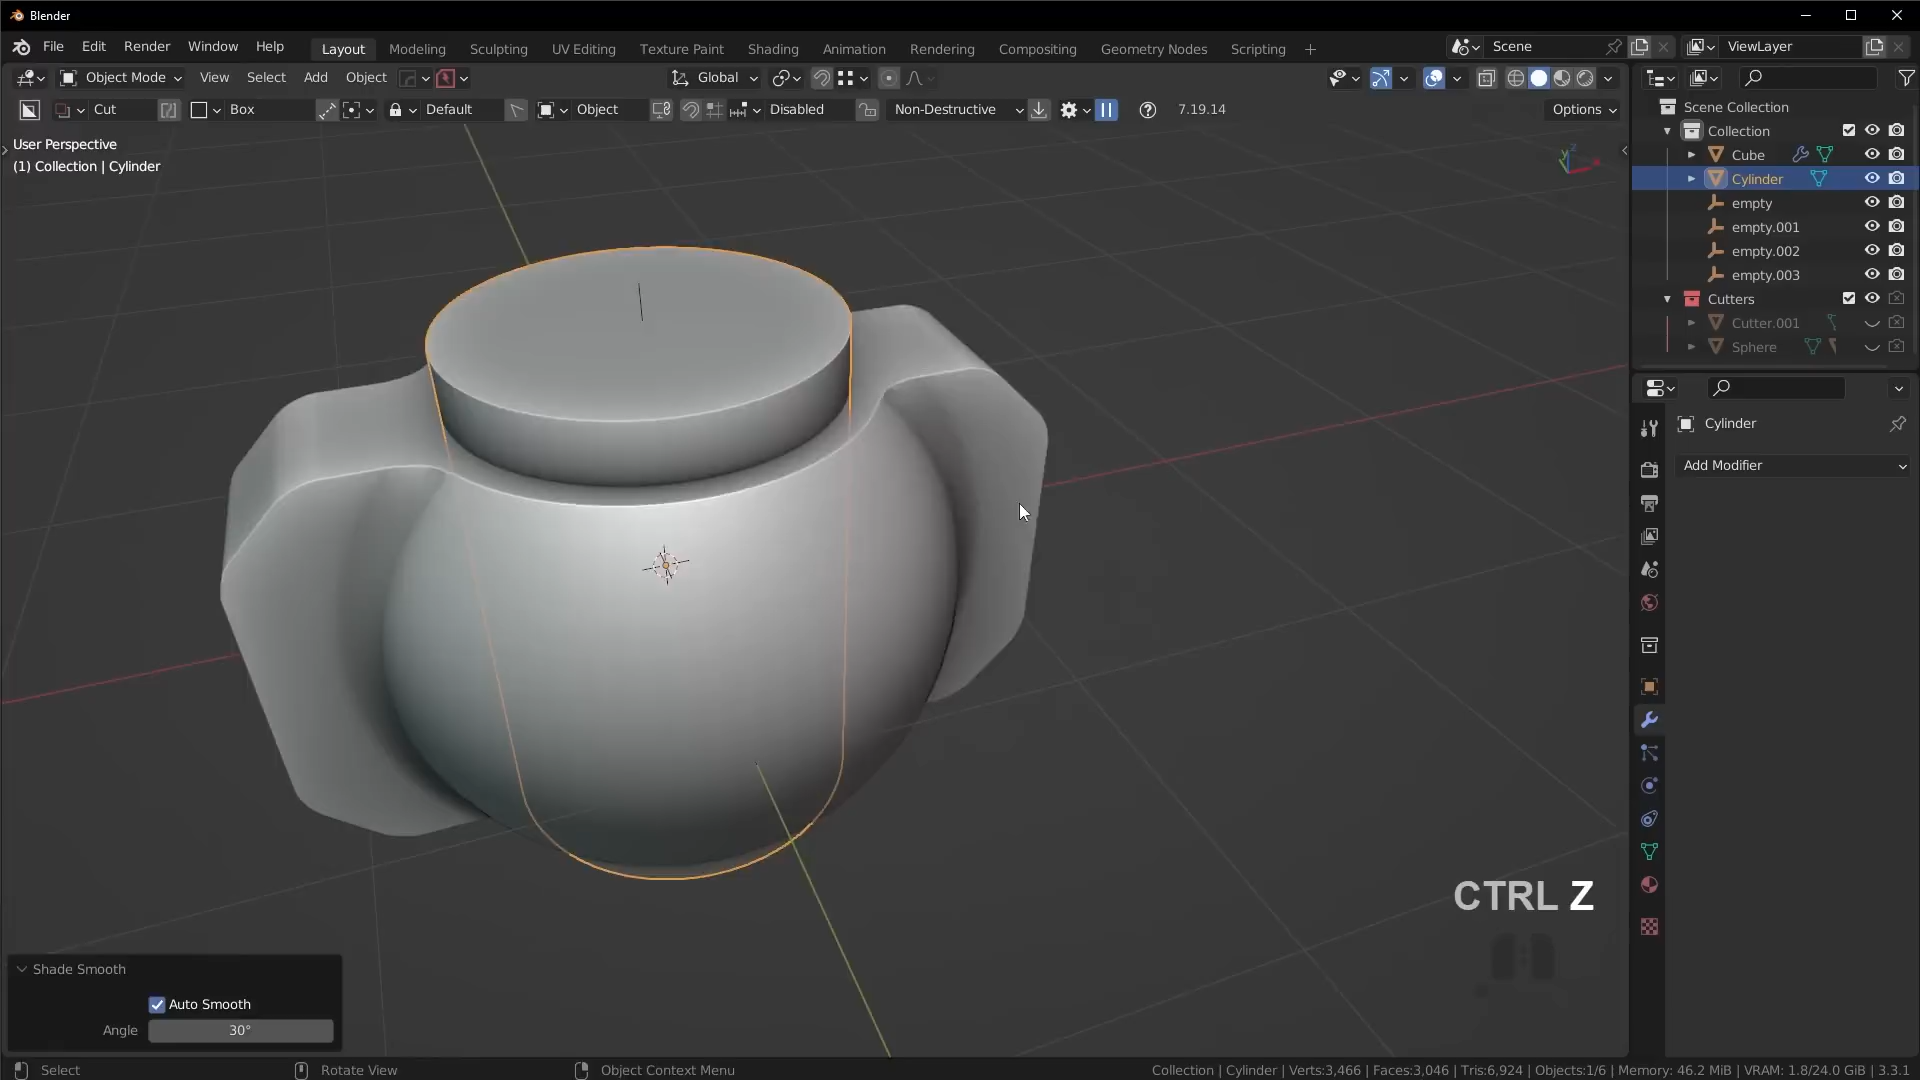 Blender
File Edit Render Window Help Layout Modeling Sculpting UV Editing Texture Paint Shading Animation Rendering Compositing Geometry Nodes Scripting + Scene ViewLayer
Object Mode View Select Add Object Global
Cut Box Default Object Disabled Non-Destructive 7.19.14 Options
User Perspective
(1) Collection | Cylinder
Scene Collection
Collection
Cube
Cylinder
empty
empty.001
empty.002
empty.003
Cutters
Cutter.001
Sphere
Cylinder
Add Modifier
CTRL Z
Shade Smooth
Auto Smooth
Angle 30°
Select Rotate View Object Context Menu Collection | Cylinder | Verts:3,466 | Faces:3,046 | Tris:6,924 | Objects:1/6 | Memory: 46.2 MiB | VRAM: 1.8/24.0 GiB | 3.3.1